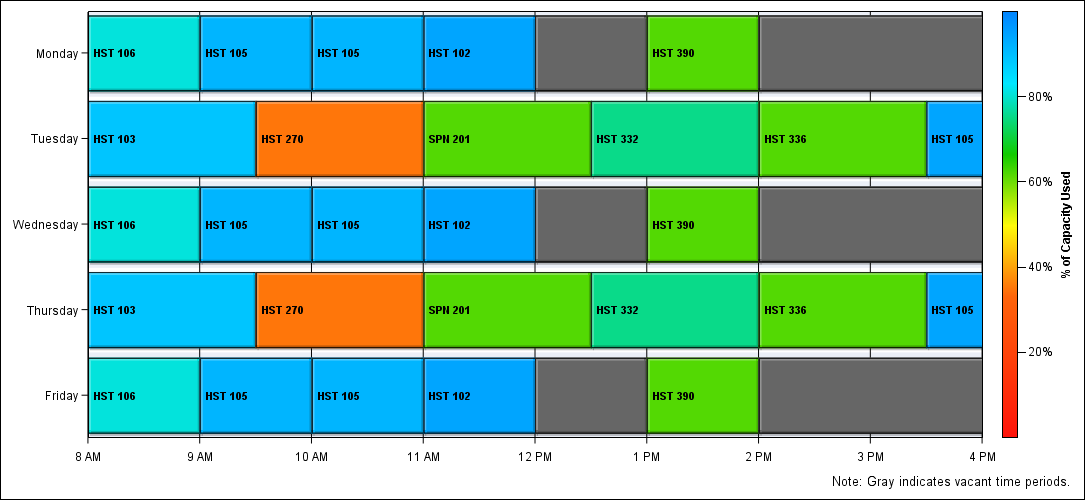 Monday
HST 106
HST 105
HST 105
HST 102
HST 390
Tuesday
HST 103
HST 270
SPN 201
HST 332
HST 336
HST 105
Wednesday
HST 106
HST 105
HST 105
HST 102
HST 390
Thursday
HST 103
HST 270
SPN 201
HST 332
HST 336
HST 105
Friday
HST 106
HST 105
HST 105
HST 102
HST 390
8 AM
9 AM
10 AM
11 AM
12 PM
1 PM
2 PM
3 PM
4 PM
80%
60%
40%
20%
% of Capacity Used
Note: Gray indicates vacant time periods.